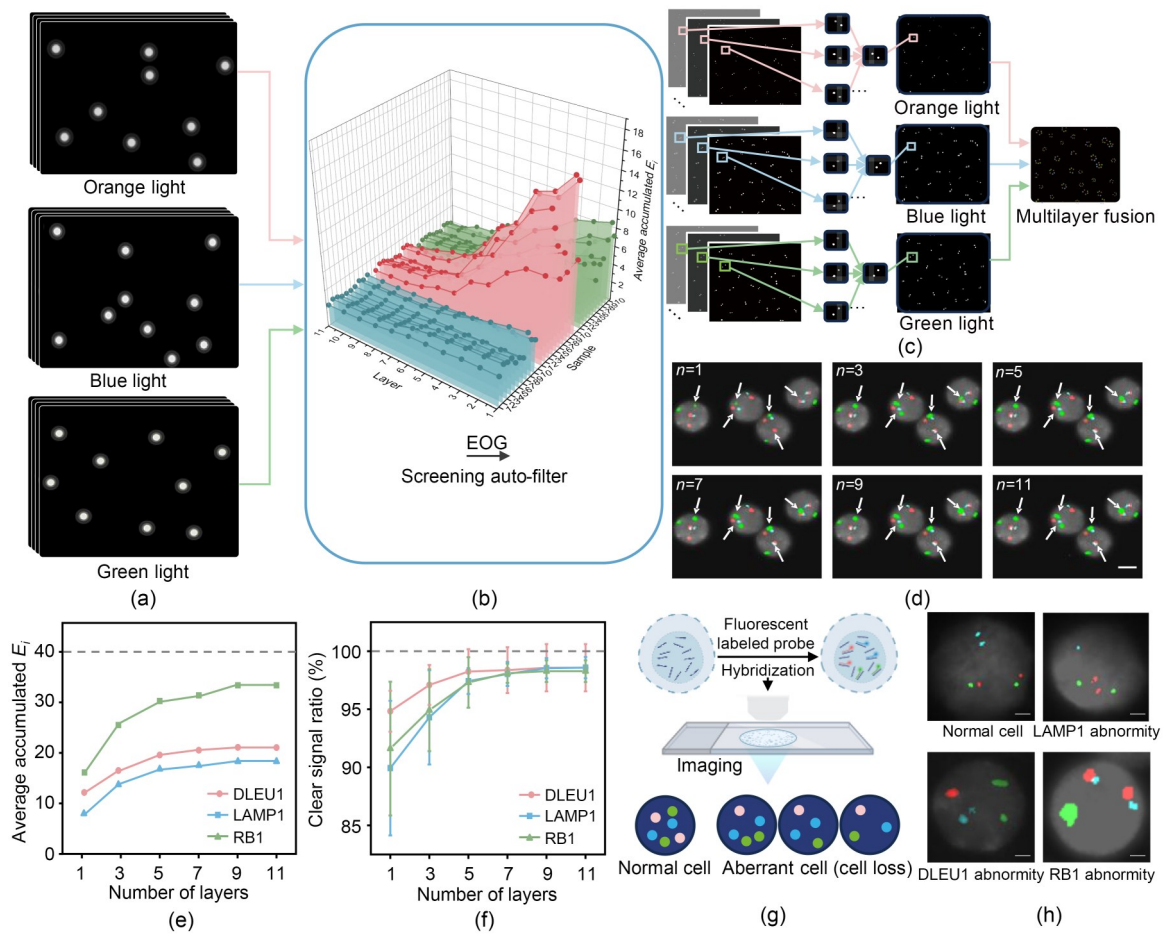 Orange light
Blue light
Green light
(a)
18
16
14
12
10
8
6
4
2
Average accumulated Ei
11
10
9
8
7
6
5
4
3
2
1
Layer
Sample
EOG
Screening auto-filter
(b)
Orange light
Blue light
Green light
Multilayer fusion
(c)
n=1
n=3
n=5
n=7
n=9
n=11
(d)
Average accumulated Ei
40
30
20
10
0
DLEU1
LAMP1
RB1
1 3 5 7 9 11
Number of layers
(e)
Clear signal ratio (%)
100
95
90
85
DLEU1
LAMP1
RB1
1 3 5 7 9 11
Number of layers
(f)
Fluorescent
labeled probe
Hybridization
Imaging
Normal cell
Aberrant cell (cell loss)
(g)
Normal cell
LAMP1 abnormity
DLEU1 abnormity
RB1 abnormity
(h)